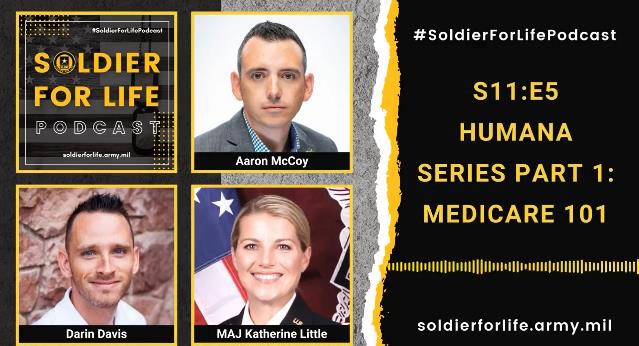 #SoldierForLifePodcast
SOLDIER
FOR LIFE
PODCAST
soldierforlife.army.mil
Aaron McCoy
Darin Davis
MAJ Katherine Little
#SoldierForLifePodcast
S11:E5
HUMANA
SERIES PART 1:
MEDICARE 101
soldierforlife.army.mil